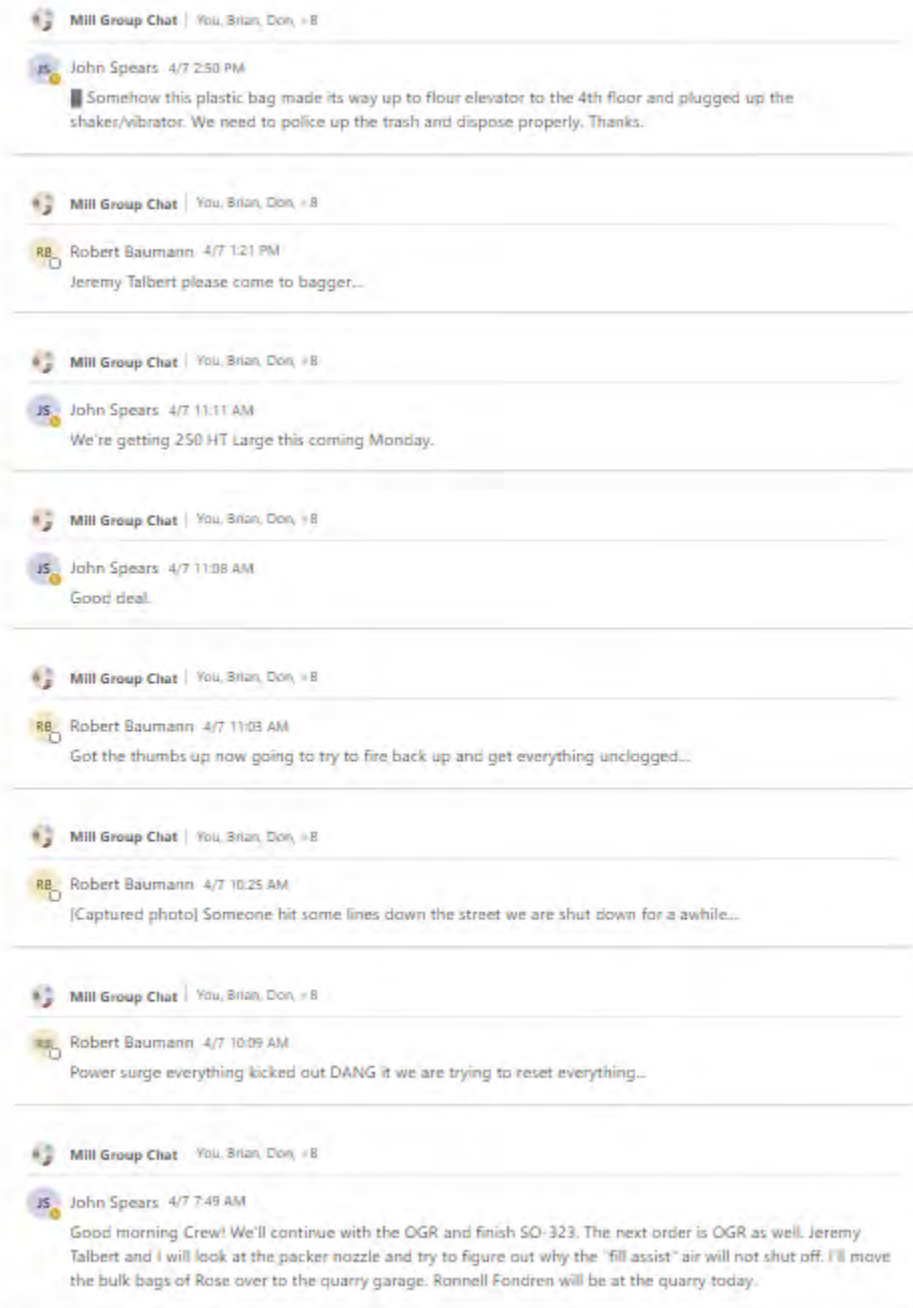 Mill Group Chat | You, Brian, Don, +8
JS John Spears 4/7 2:50 PM
Somehow this plastic bag made its way up to flour elevator to the 4th floor and plugged up the
shaker/vibrator. We need to police up the trash and dispose properly. Thanks.
Mill Group Chat | You, Brian, Don, +8
RB Robert Baumann 4/7 1:21 PM
Jeremy Talbert please come to bagger...
Mill Group Chat | You, Brian, Don, +8
JS John Spears 4/7 11:11 AM
We're getting 250 HT Large this coming Monday.
Mill Group Chat | You, Brian, Don, +8
JS John Spears 4/7 11:08 AM
Good deal.
Mill Group Chat | You, Brian, Don, +8
RB Robert Baumann 4/7 11:03 AM
Got the thumbs up now going to try to fire back up and get everything unclogged...
Mill Group Chat | You, Brian, Don, +8
RB Robert Baumann 4/7 10:25 AM
[Captured photo] Someone hit some lines down the street we are shut down for a awhile...
Mill Group Chat | You, Brian, Don, +8
RB Robert Baumann 4/7 10:09 AM
Power surge everything kicked out DANG it we are trying to reset everything...
Mill Group Chat You, Brian, Don, +8
JS John Spears 4/7 7:49 AM
Good morning Crew! We'll continue with the OGR and finish SO-323. The next order is OGR as well. Jeremy
Talbert and I will look at the packer nozzle and try to figure out why the "fill assist" air will not shut off. I'll move
the bulk bags of Rose over to the quarry garage. Ronnell Fondren will be at the quarry today.